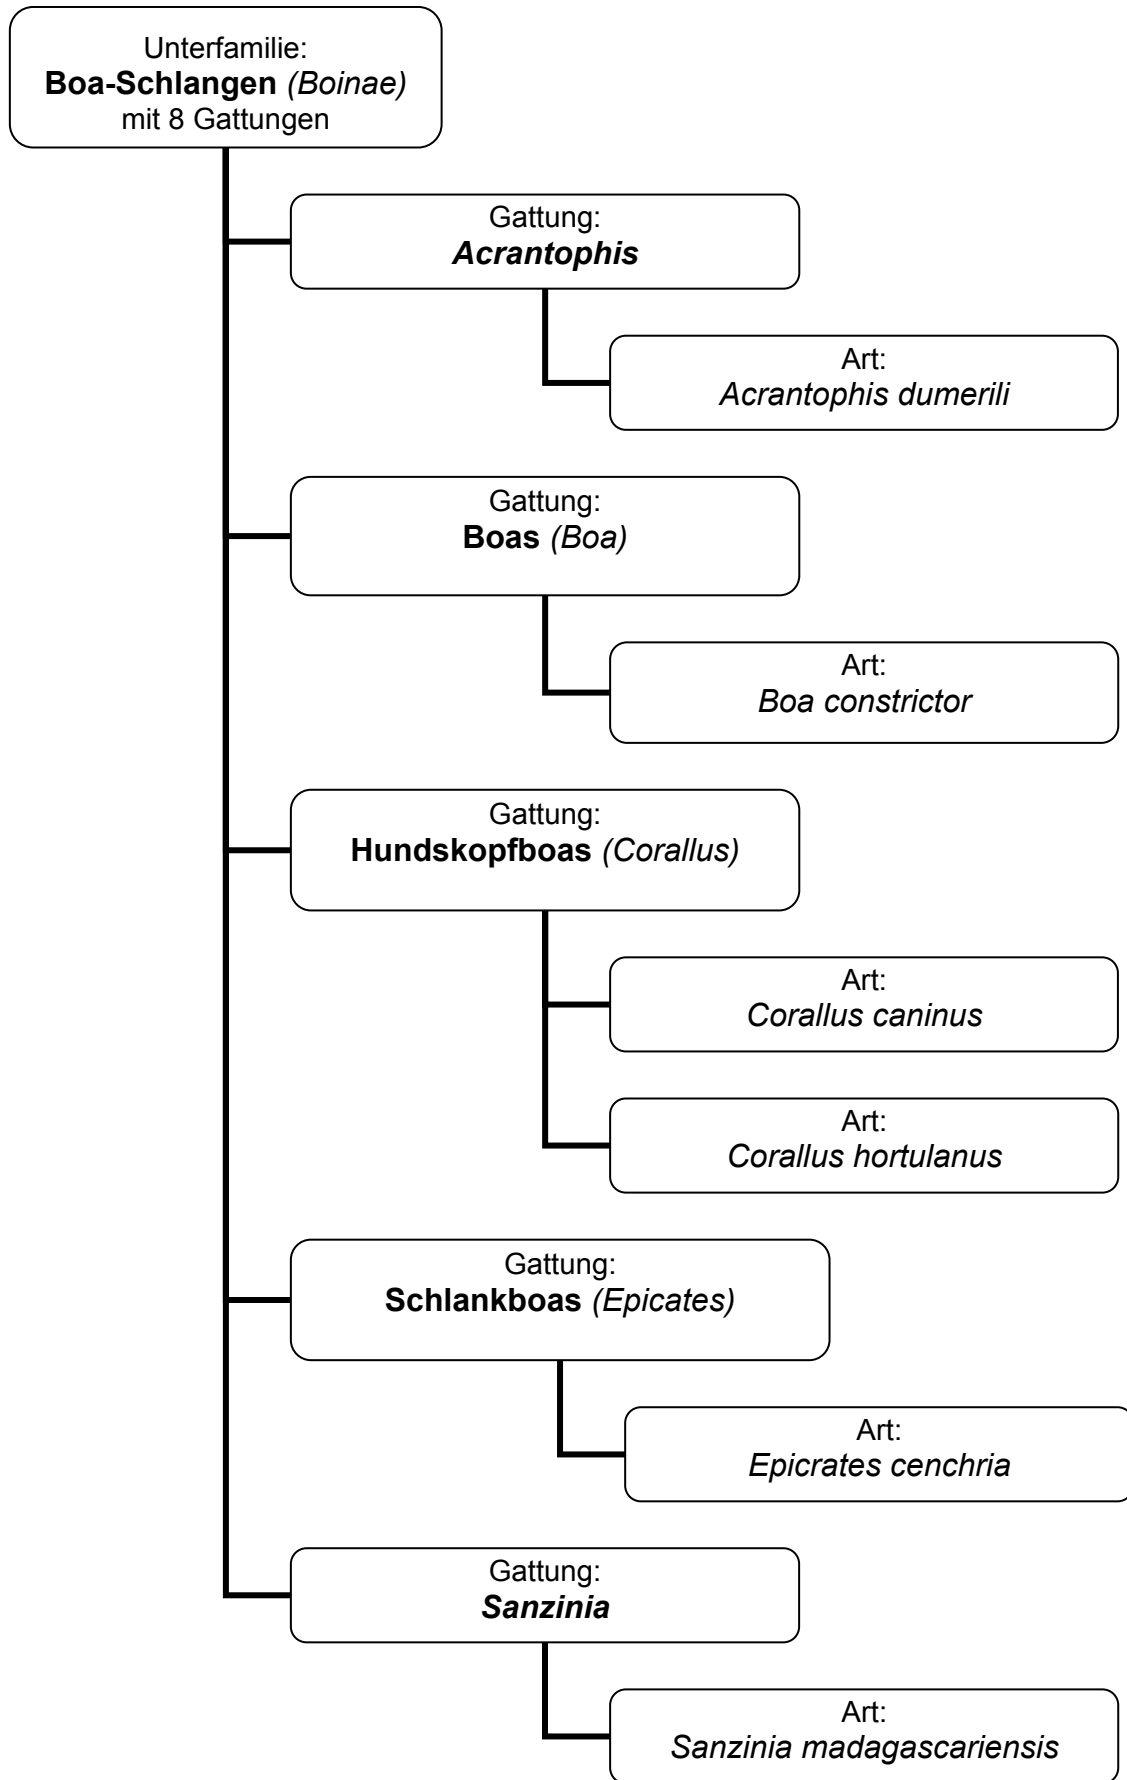 Unterfamilie:
Boa-Schlangen (Boinae)
mit 8 Gattungen
Gattung:
Acrantophis
Art:
Acrantophis dumerili
Gattung:
Boas (Boa)
Art:
Boa constrictor
Gattung:
Hundskopfboas (Corallus)
Art:
Corallus caninus
Art:
Corallus hortulanus
Gattung:
Schlankboas (Epicates)
Art:
Epicrates cenchria
Gattung:
Sanzinia
Art:
Sanzinia madagascariensis